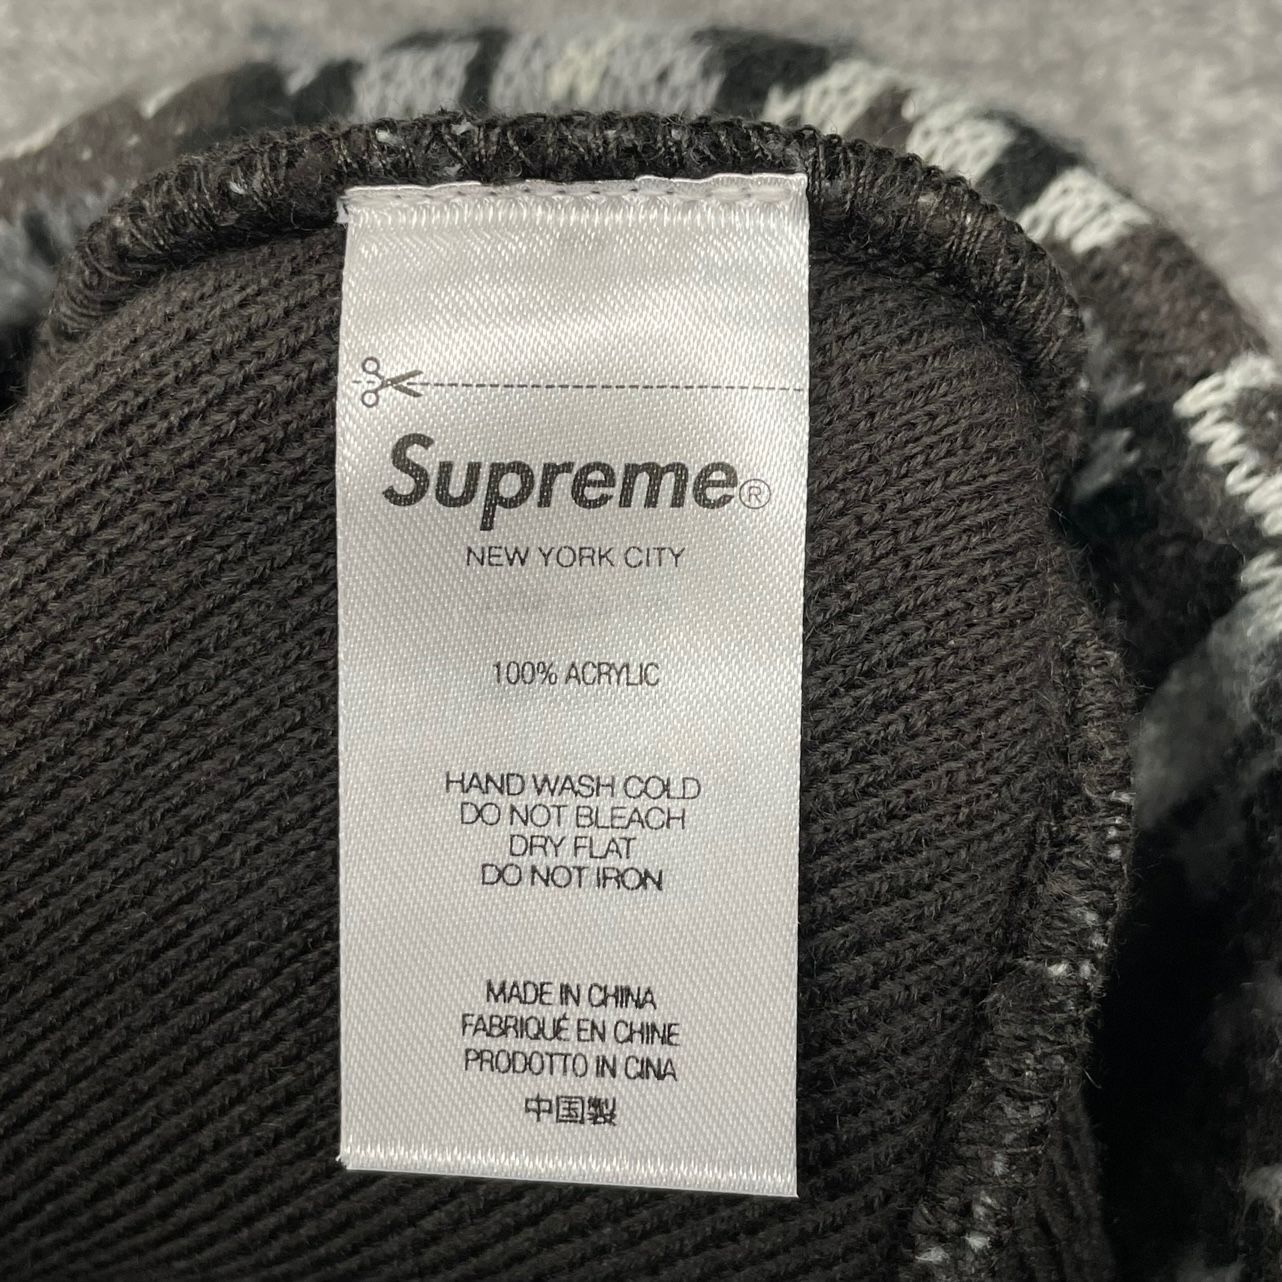 Supreme®
NEW YORK CITY
100% ACRYLIC
HAND WASH COLD
DO NOT BLEACH
DRY FLAT
DO NOT IRON
MADE IN CHINA
FABRIQUÉ EN CHINE
PRODOTTO IN CINA
中国製